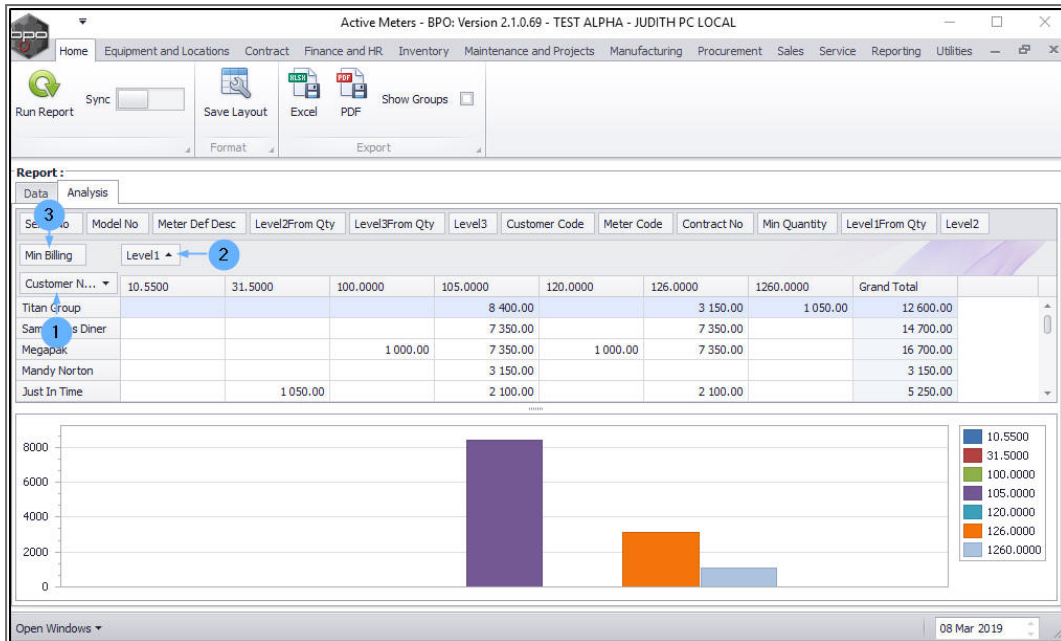 Active Meters - BPO: Version 2.1.0.69 - TEST ALPHA - JUDITH PC LOCAL
bpo
Home Equipment and Locations Contract Finance and HR Inventory Maintenance and Projects Manufacturing Procurement Sales Service Reporting Utilities
XLSX PDF
Sync Show Groups
Run Report Save Layout Excel PDF
Format Export
Report :
Data Analysis
3
No Model No Meter Def Desc Level2From Qty Level3From Qty Level3 Customer Code Meter Code Contract No Min Quantity Level1From Qty Level2
Min Billing Level1 2
Customer N... 10.5500 31.5000 100.0000 105.0000 120.0000 126.0000 1260.0000 Grand Total
Titan Group 8 400.00 3 150.00 1 050.00 12 600.00
1
Diner 7 350.00 7 350.00 14 700.00
Megapak 1 000.00 7 350.00 1 000.00 7 350.00 16 700.00
Mandy Norton 3 150.00 3 150.00
Just In Time 1 050.00 2 100.00 2 100.00 5 250.00
8000
6000
4000
2000
0
10.5500
31.5000
100.0000
105.0000
120.0000
126.0000
1260.0000
Open Windows 08 Mar 2019